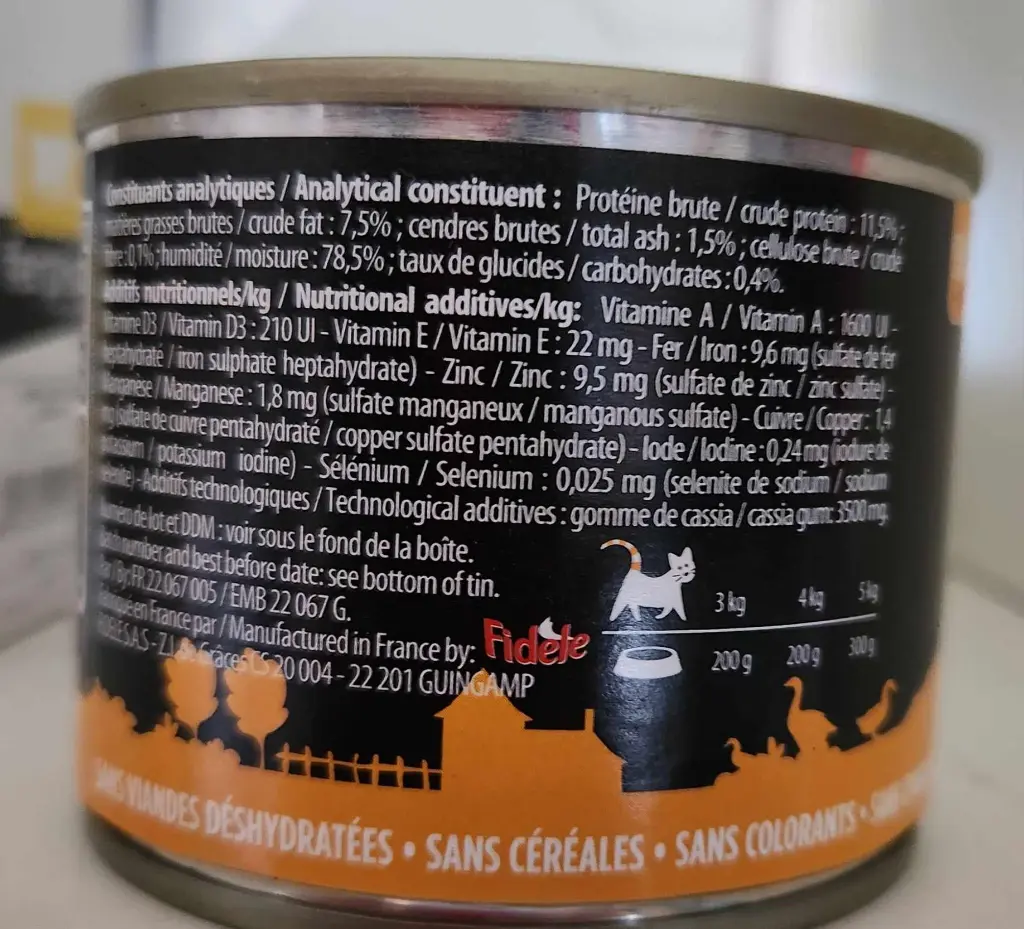 Constituants analytiques / Analytical constituent : Protéine brute / crude protein : 11,5% ;
matières grasses brutes / crude fat : 7,5% ; cendres brutes / total ash : 1,5% ; cellulose brute / crude
fibre : 0,1% ; humidité / moisture : 78,5% ; taux de glucides / carbohydrates : 0,4%.
Additifs nutritionnels/kg / Nutritional additives/kg: Vitamine A / Vitamin A : 1600 UI -
Vitamine D3 / Vitamin D3 : 210 UI - Vitamin E / Vitamin E : 22 mg - Fer / Iron : 9,6 mg (sulfate de fer
heptahydraté / iron sulphate heptahydrate) - Zinc / Zinc : 9,5 mg (sulfate de zinc / zinc sulfate) -
Manganèse / Manganese : 1,8 mg (sulfate manganeux / manganous sulfate) - Cuivre / Copper : 1,4
mg (sulfate de cuivre pentahydraté / copper sulfate pentahydrate) - Iode / Iodine : 0,24 mg (iodure de
potassium / potassium iodine) - Sélénium / Selenium : 0,025 mg (selenite de sodium / sodium
selenite) - Additifs technologiques / Technological additives : gomme de cassia / cassia gum: 3500 mg.
Numéro de lot et DDM : voir sous le fond de la boîte.
Batch number and best before date: see bottom of tin.
Par / By: FR 22 067 005 / EMB 22 067 G.
Fabriqué en France par / Manufactured in France by: Fidèle
S.A.S - Z.I. de Grâces CS 20 004 - 22 201 GUINGAMP
3 kg 4 kg 5 kg
200 g 200 g 300 g
SANS VIANDES DÉSHYDRATÉES • SANS CÉRÉALES • SANS COLORANTS • SANS